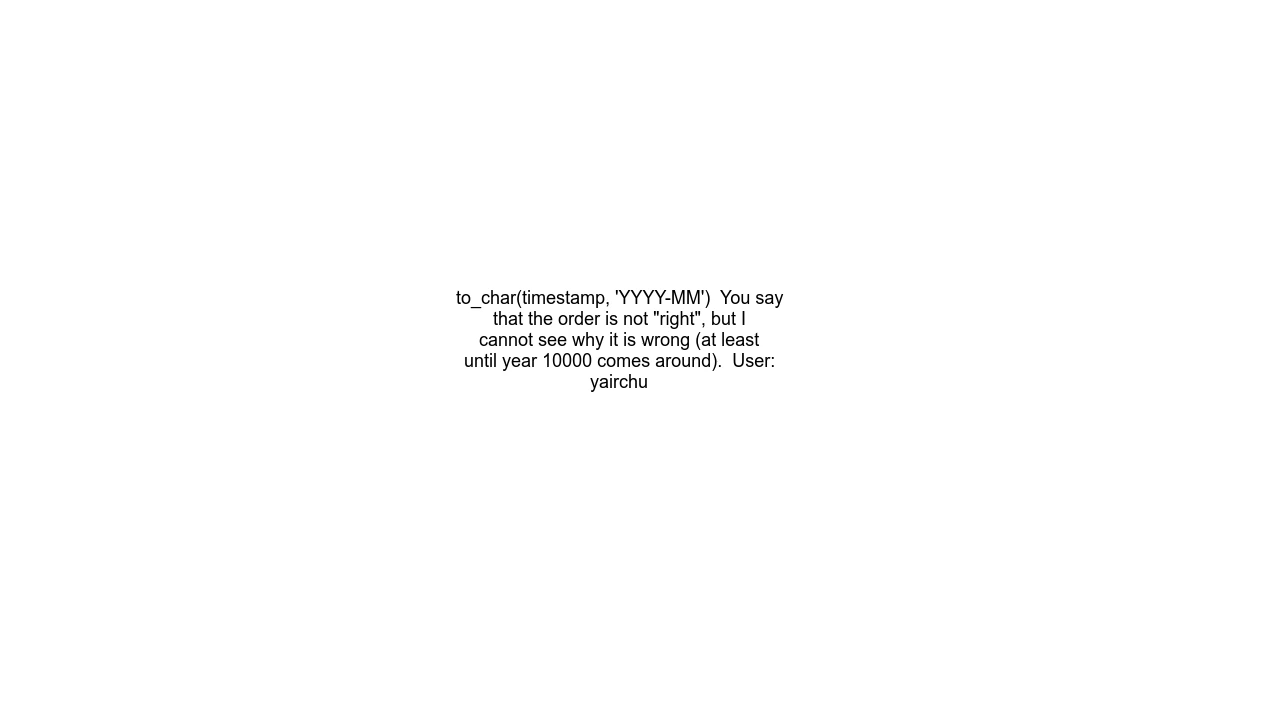 to_char(timestamp, 'YYYY-MM')  You say
that the order is not "right", but I
cannot see why it is wrong (at least
until year 10000 comes around).  User:
yairchu